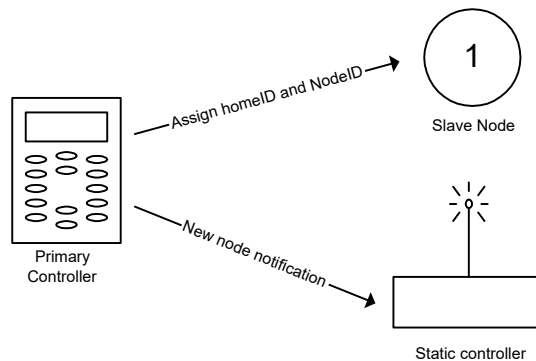 1
Assign homeID and NodeID
Slave Node
Primary
Controller
New node notification
Static controller